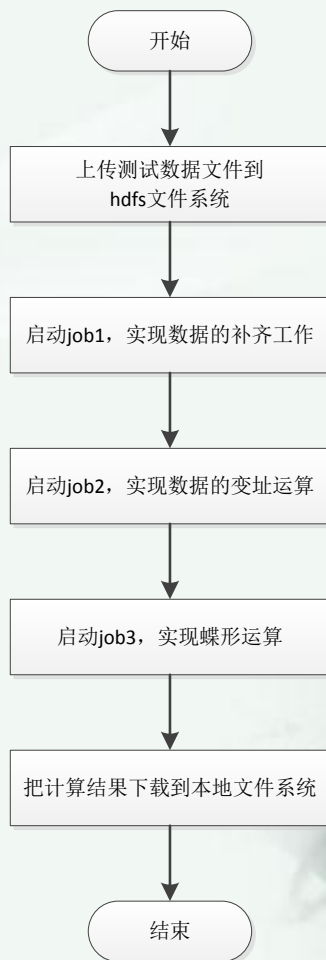 开始
上传测试数据文件到
hdfs文件系统
启动job1，实现数据的补齐工作
启动job2，实现数据的变址运算
启动job3，实现蝶形运算
把计算结果下载到本地文件系统
结束